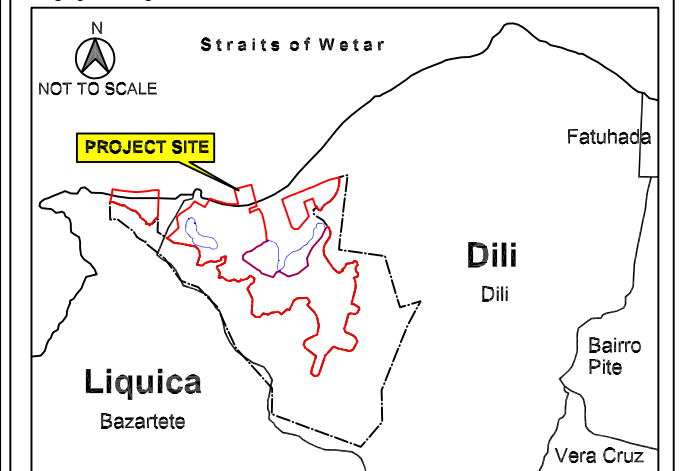 N
Straits of Wetar
NOT TO SCALE
Fatuhada
PROJECT SITE
Dili
Dili
Bairro
Pite
Liquica
Bazartete
Vera Cruz